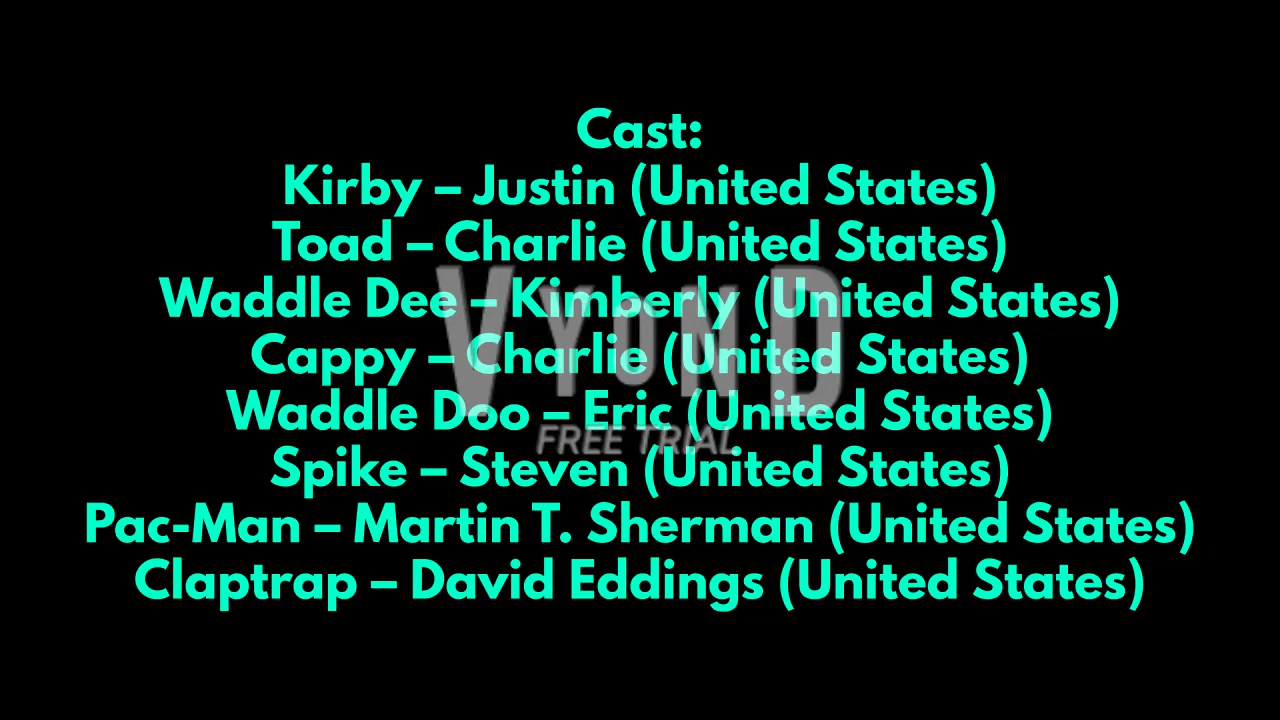 Cast:
Kirby – Justin (United States)
Toad – Charlie (United States)
Waddle Dee – Kimberly (United States)
Cappy – Charlie (United States)
Waddle Doo – Eric (United States)
Spike – Steven (United States)
Pac-Man – Martin T. Sherman (United States)
Claptrap – David Eddings (United States)
VYOND
FREE TRIAL